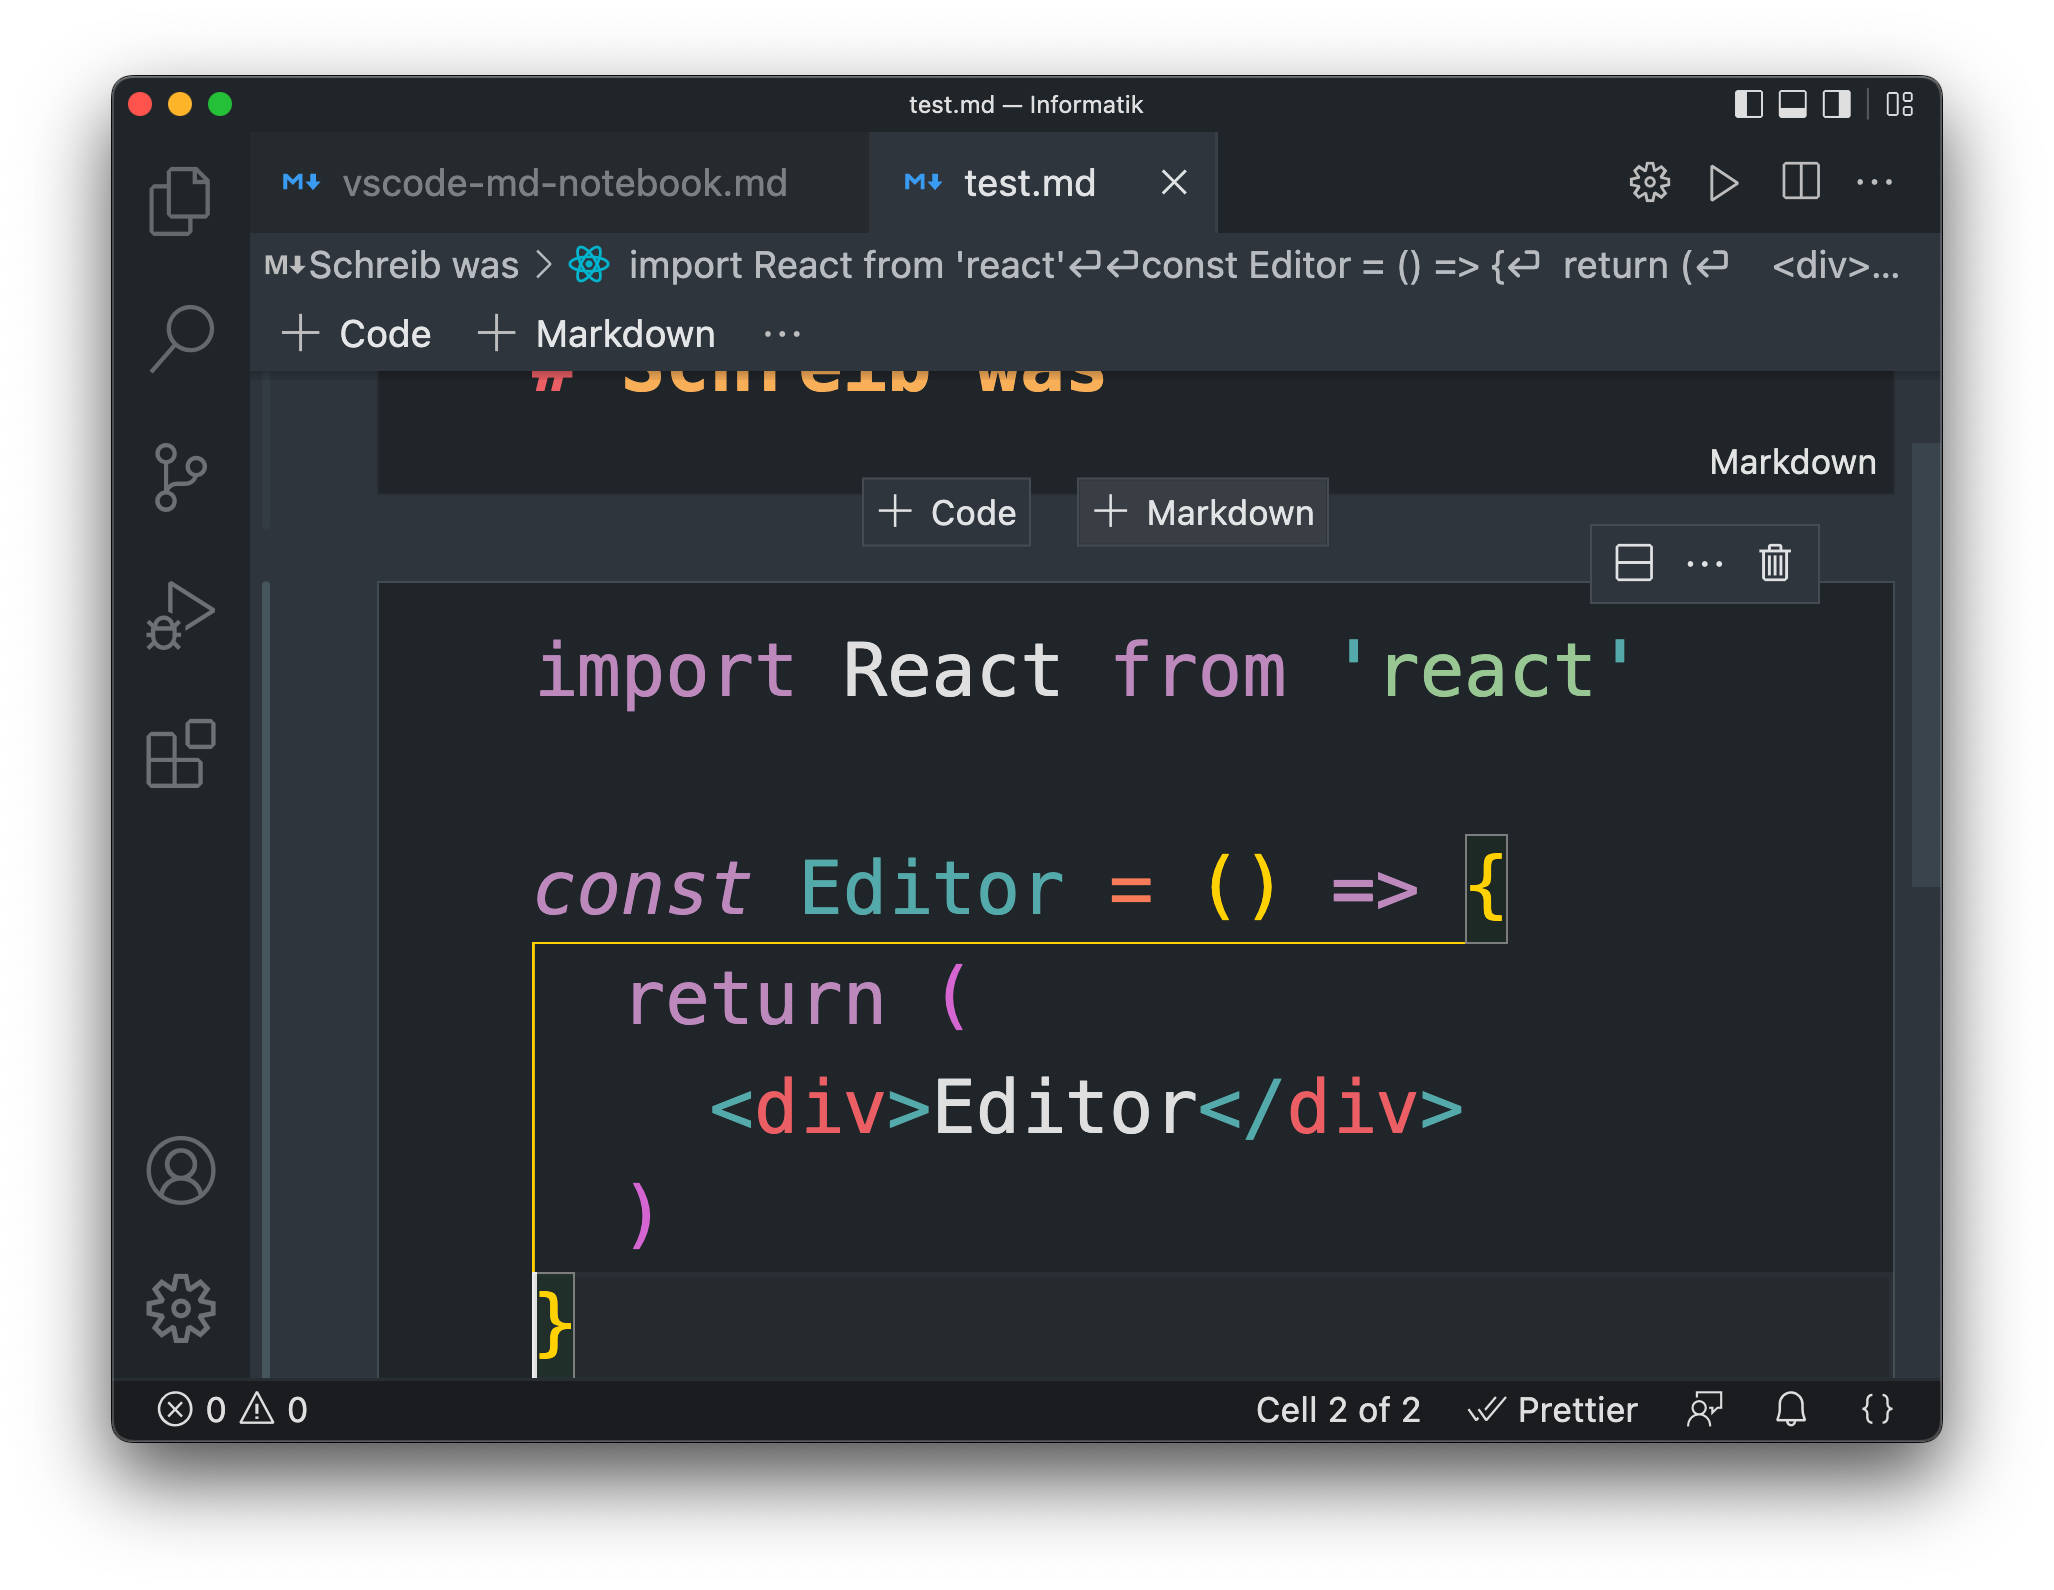 test.md — Informatik
vscode-md-notebook.md
test.md
Schreib was > import React from 'react'⏎⏎const Editor = () => {⏎ return (⏎ <div>...
+ Code + Markdown ...
# Schreib was
Markdown
+ Code + Markdown
import React from 'react'
const Editor = () => {
return (
<div>Editor</div>
)
}
0 0
Cell 2 of 2
Prettier
{}